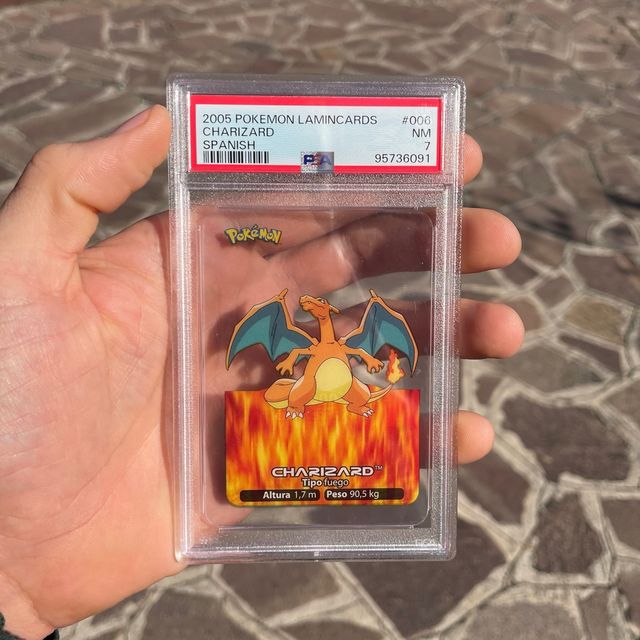 2005 POKEMON LAMINCARDS #006
CHARIZARD NM
SPANISH 7
PSA 95736091
Pokémon
CHARIZARD™
Tipo fuego
Altura 1,7 m Peso 90,5 kg